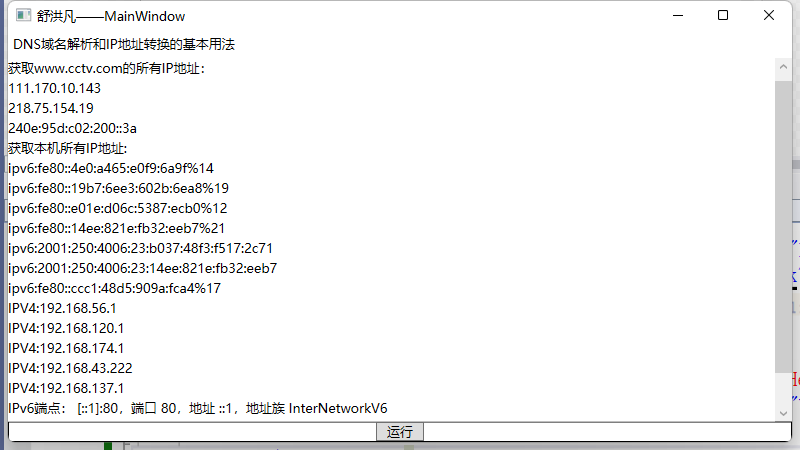 舒洪凡——MainWindow
DNS域名解析和IP地址转换的基本用法
获取www.cctv.com的所有IP地址：
111.170.10.143
218.75.154.19
240e:95d:c02:200::3a
获取本机所有IP地址:
ipv6:fe80::4e0:a465:e0f9:6a9f%14
ipv6:fe80::19b7:6ee3:602b:6ea8%19
ipv6:fe80::e01e:d06c:5387:ecb0%12
ipv6:fe80::14ee:821e:fb32:eeb7%21
ipv6:2001:250:4006:23:b037:48f3:f517:2c71
ipv6:2001:250:4006:23:14ee:821e:fb32:eeb7
ipv6:fe80::ccc1:48d5:909a:fca4%17
IPV4:192.168.56.1
IPV4:192.168.120.1
IPV4:192.168.174.1
IPV4:192.168.43.222
IPV4:192.168.137.1
IPv6端点： [::1]:80，端口 80，地址 ::1，地址族 InterNetworkV6
运行